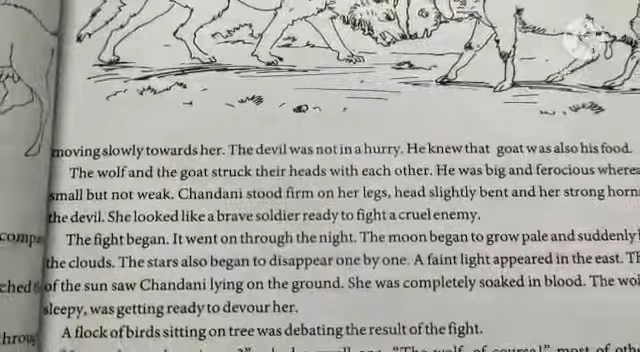 moving slowly towards her. The devil was not in a hurry. He knew that goat was also his food.
The wolf and the goat struck their heads with each other. He was big and ferocious
small but not weak. Chandani stood firm on her legs, head slightly bent and her strong
the devil. She looked like a brave soldier ready to fight a cruel enemy.
The fight began. It went on through the night. The moon began to grow pale and suddenly
the clouds. The stars also began to disappear one by one. A faint light appeared in the east.
of the sun saw Chandani lying on the ground. She was completely soaked in blood. The
sleepy, was getting ready to devour her.
A flock of birds sitting on tree was debating the result of the fight.
"The wolf, of course!" most of